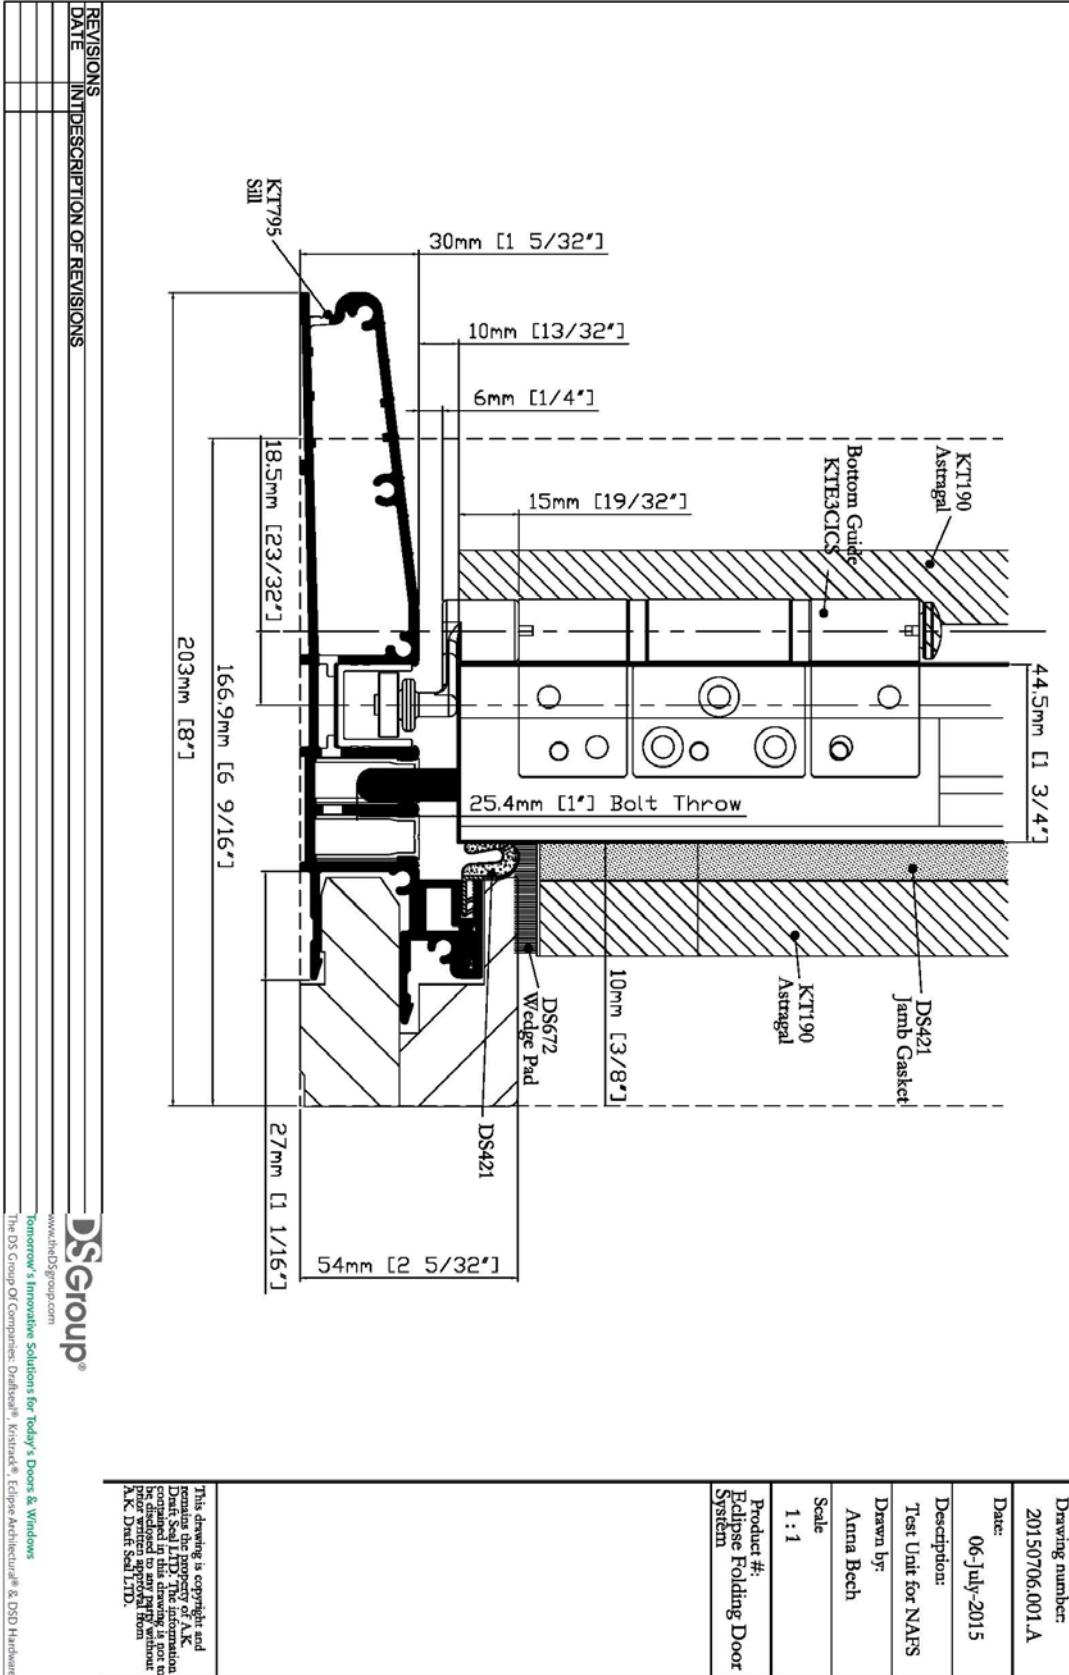 Drawing number:
20150706.001.A
Date:
06-July-2015
Description:
Test Unit for NAFS
Drawn by:
Anna Bech
Scale
1 : 1
Product #:
Eclipse Folding Door
System
44.5mm [1 3/4"]
KT190
Astragal
Bottom Guide
KTE3CICS
DS421
Jamb Gasket
KT190
Astragal
15mm [19/32"]
6mm [1/4"]
10mm [13/32"]
30mm [1 5/32"]
25.4mm [1"] Bolt Throw
10mm [3/8"]
DS672
Wedge Pad
DS421
KT795
Sill
18.5mm [23/32"]
27mm [1 1/16"]
54mm [2 5/32"]
166.9mm [6 9/16"]
203mm [8"]
This drawing is copyright and
remains the property of A.K.
Draft Seal LTD. The information
contained in this drawing is not to
be disclosed to any party without
prior written approval from
A.K. Draft Seal LTD.
REVISIONS
DATE INT DESCRIPTION OF REVISIONS
DSGroup®
www.theDSgroup.com
Tomorrow's Innovative Solutions for Today's Doors & Windows
The DS Group Of Companies: Draftseal®, Kristrack®, Eclipse Architectural® & DSD Hardware